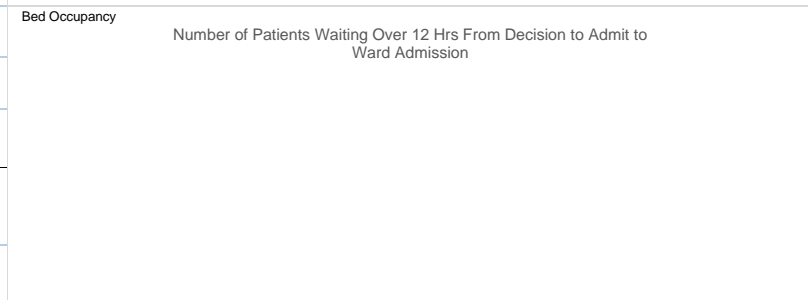 Bed Occupancy
Number of Patients Waiting Over 12 Hrs From Decision to Admit to
Ward Admission